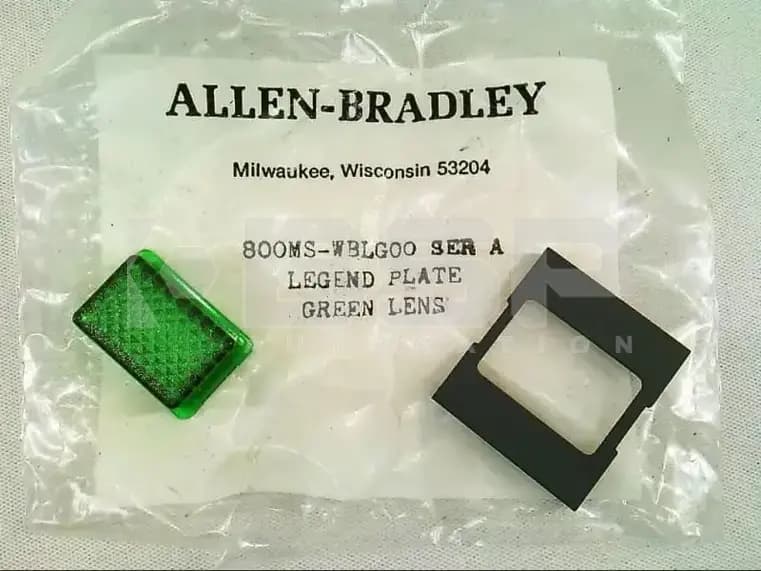 ALLEN-BRADLEY
Milwaukee, Wisconsin 53204
800MS-WBLG00 SER A
LEGEND PLATE
GREEN LENS